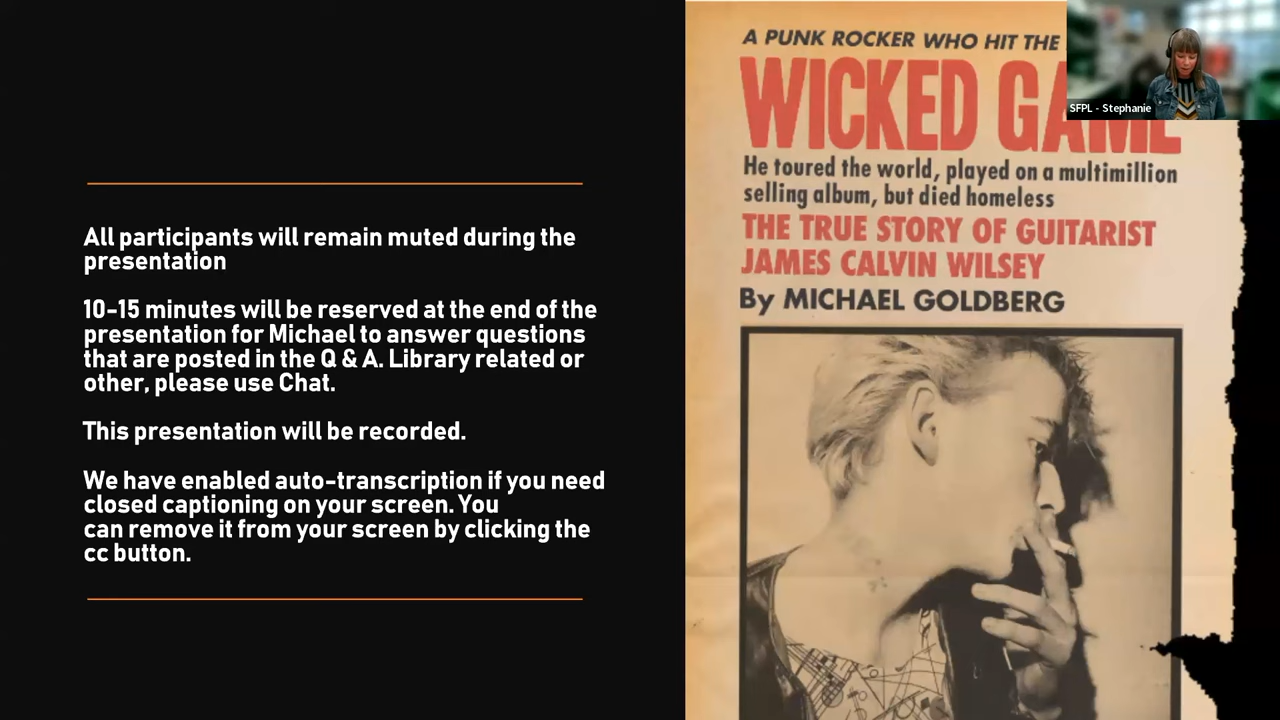 All participants will remain muted during the
presentation
10-15 minutes will be reserved at the end of the
presentation for Michael to answer questions
that are posted in the Q & A. Library related or
other, please use Chat.
This presentation will be recorded.
We have enabled auto-transcription if you need
closed captioning on your screen. You
can remove it from your screen by clicking the
cc button.
A PUNK ROCKER WHO HIT THE
WICKED GAME
He toured the world, played on a multimillion
selling album, but died homeless
THE TRUE STORY OF GUITARIST
JAMES CALVIN WILSEY
By MICHAEL GOLDBERG
SFPL - Stephanie